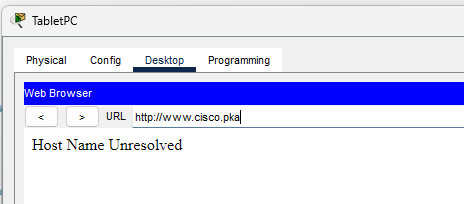 TabletPC
Physical Config Desktop Programming
Web Browser
< > URL http://www.cisco.pka
Host Name Unresolved